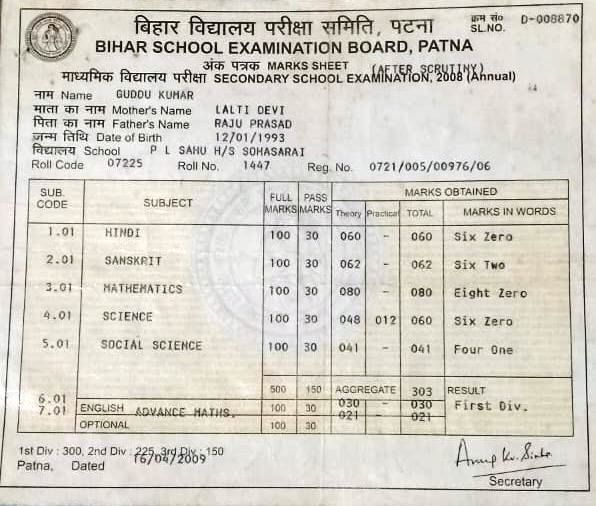 बिहार विद्यालय परीक्षा समिति, पटना
क्रम सं० SL.NO. D-008870
BIHAR SCHOOL EXAMINATION BOARD, PATNA
अंक पत्रक MARKS SHEET (AFTER SCRUTINY)
माध्यमिक विद्यालय परीक्षा SECONDARY SCHOOL EXAMINATION, 2008 (Annual)
नाम Name GUDDU KUMAR
माता का नाम Mother's Name LALTI DEVI
पिता का नाम Father's Name RAJU PRASAD
जन्म तिथि Date of Birth 12/01/1993
विद्यालय School P L SAHU H/S SOHASARAI
Roll Code 07225 Roll No. 1447 Reg. No. 0721/005/00976/06
SUB. CODE SUBJECT FULL MARKS PASS MARKS MARKS OBTAINED
Theory Practical TOTAL MARKS IN WORDS
1.01 HINDI 100 30 060 - 060 Six Zero
2.01 SANSKRIT 100 30 062 - 062 Six Two
3.01 MATHEMATICS 100 30 080 - 080 Eight Zero
4.01 SCIENCE 100 30 048 012 060 Six Zero
5.01 SOCIAL SCIENCE 100 30 041 - 041 Four One
500 150 AGGREGATE 303 RESULT
6.01 ENGLISH 100 30 030 - 030 First Div.
7.01 ADVANCE MATHS. 021 - 021
OPTIONAL 100 30
1st Div : 300, 2nd Div : 225, 3rd Div : 150
Patna, Dated 16/04/2009
Anup Kr. Sinha
Secretary